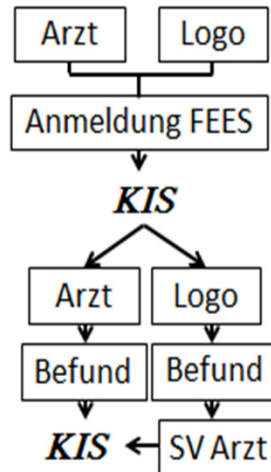 Arzt Logo
Anmeldung FEES
KIS
Arzt Logo
Befund Befund
KIS SV Arzt